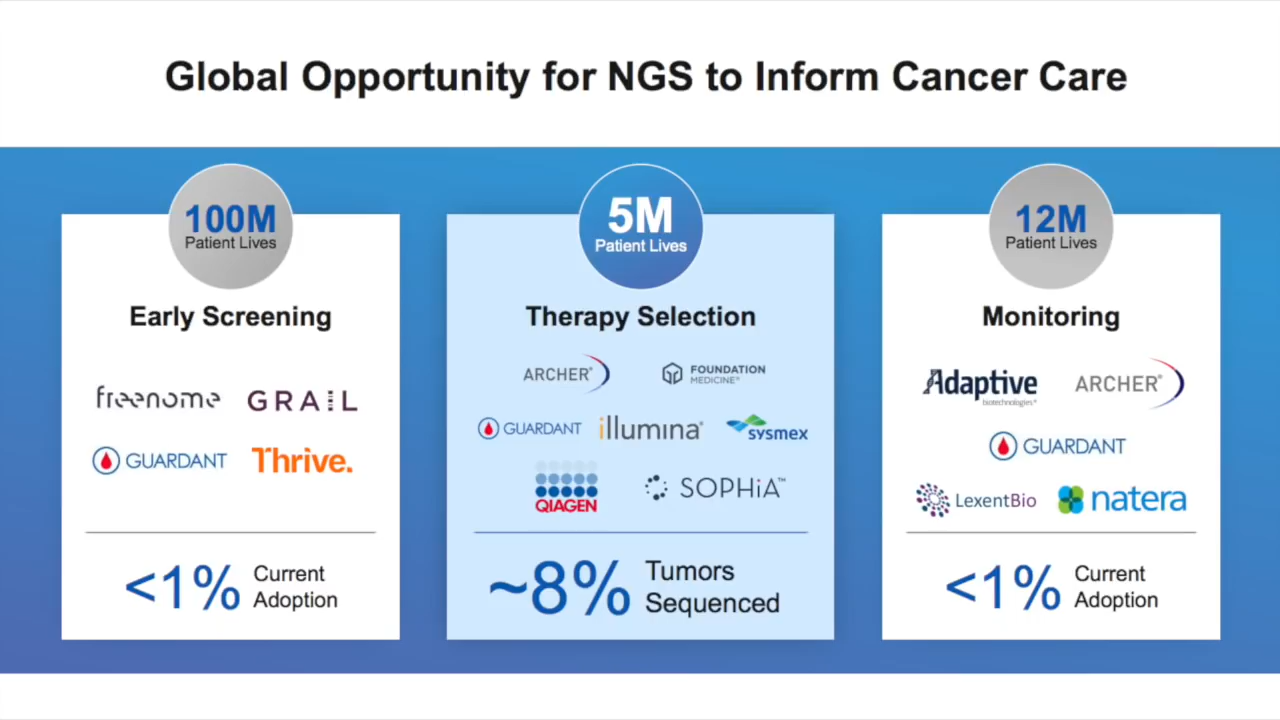 Global Opportunity for NGS to Inform Cancer Care
100M
Patient Lives
Early Screening
freenome GRAIL
GUARDANT Thrive.
<1% Current
Adoption
5M
Patient Lives
Therapy Selection
ARCHER® FOUNDATION
MEDICINE®
GUARDANT illumina® sysmex
QIAGEN SOPHiA™
~8% Tumors
Sequenced
12M
Patient Lives
Monitoring
Adaptive ARCHER®
biotechnologies®
GUARDANT
LexentBio natera
<1% Current
Adoption